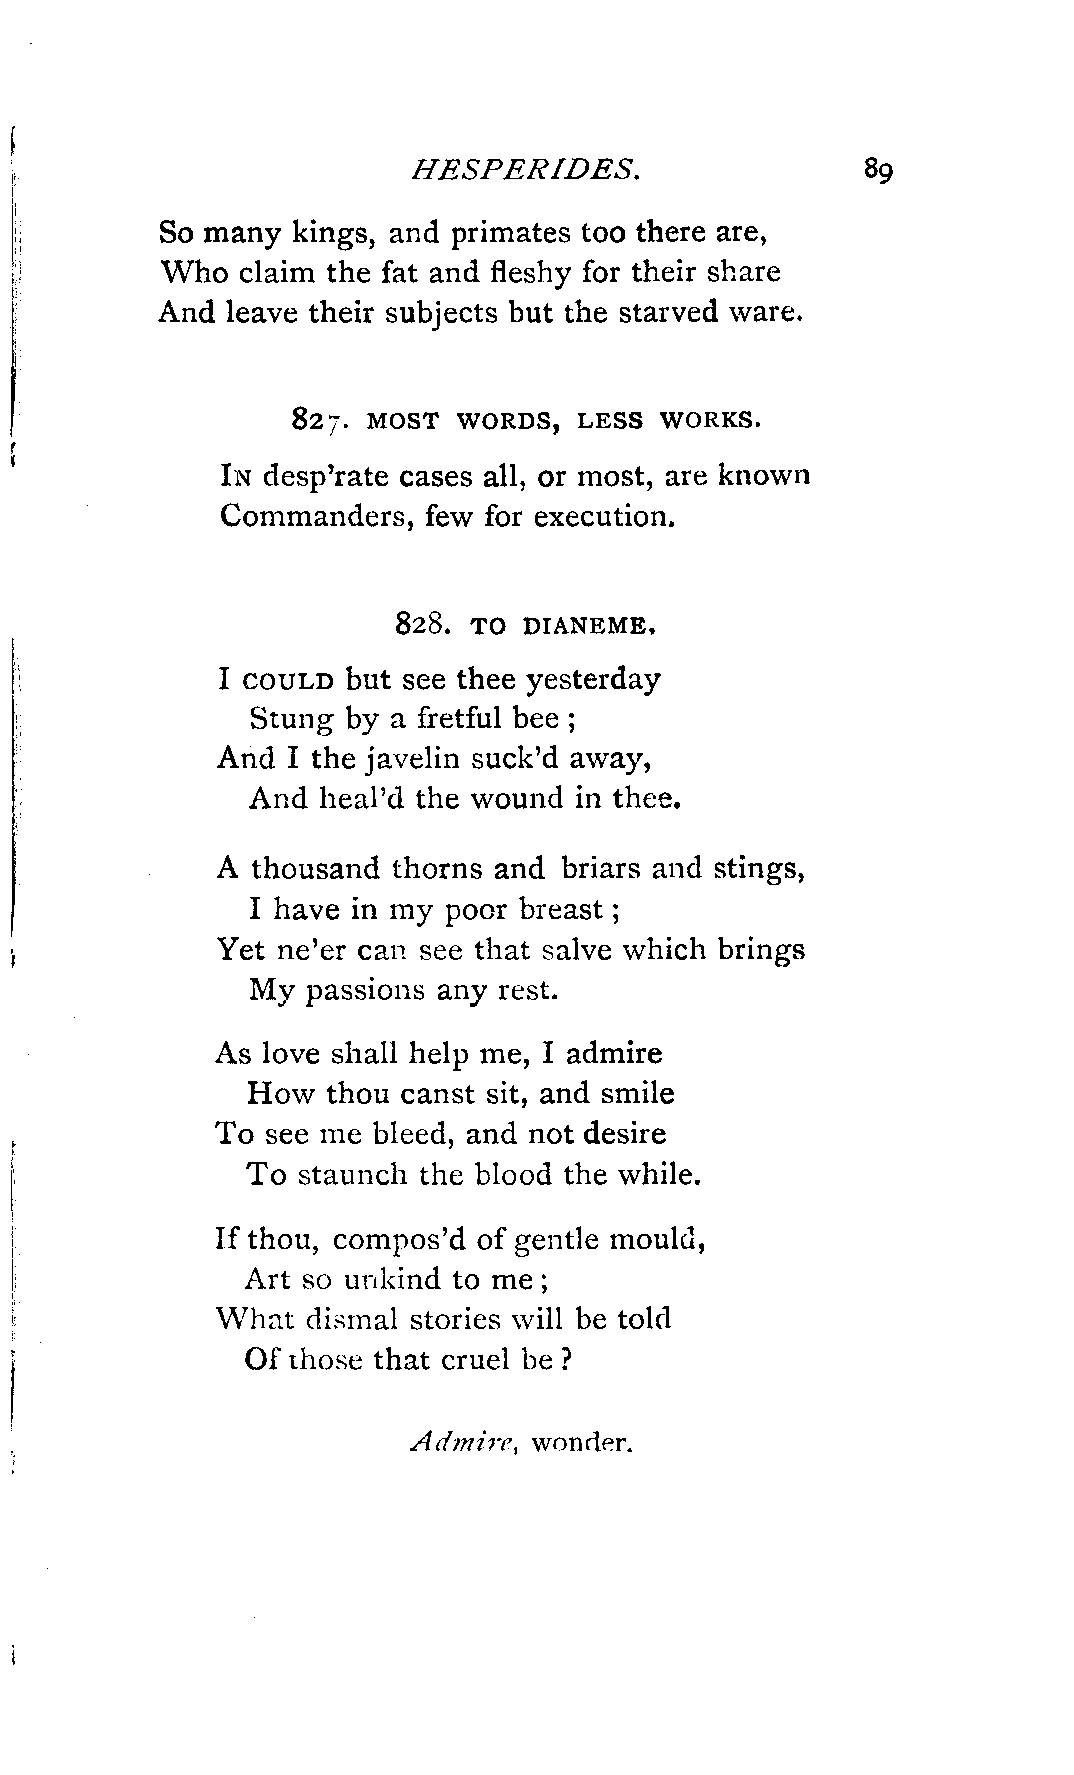 HESPERIDES. 89
So many kings, and primates too there are,
Who claim the fat and fleshy for their share
And leave their subjects but the starved ware.
827. MOST WORDS, LESS WORKS.
IN desp'rate cases all, or most, are known
Commanders, few for execution.
828. TO DIANEME.
I COULD but see thee yesterday
Stung by a fretful bee ;
And I the javelin suck'd away,
And heal'd the wound in thee.
A thousand thorns and briars and stings,
I have in my poor breast ;
Yet ne'er can see that salve which brings
My passions any rest.
As love shall help me, I admire
How thou canst sit, and smile
To see me bleed, and not desire
To staunch the blood the while.
If thou, compos'd of gentle mould,
Art so unkind to me ;
What dismal stories will be told
Of those that cruel be ?
Admire, wonder.